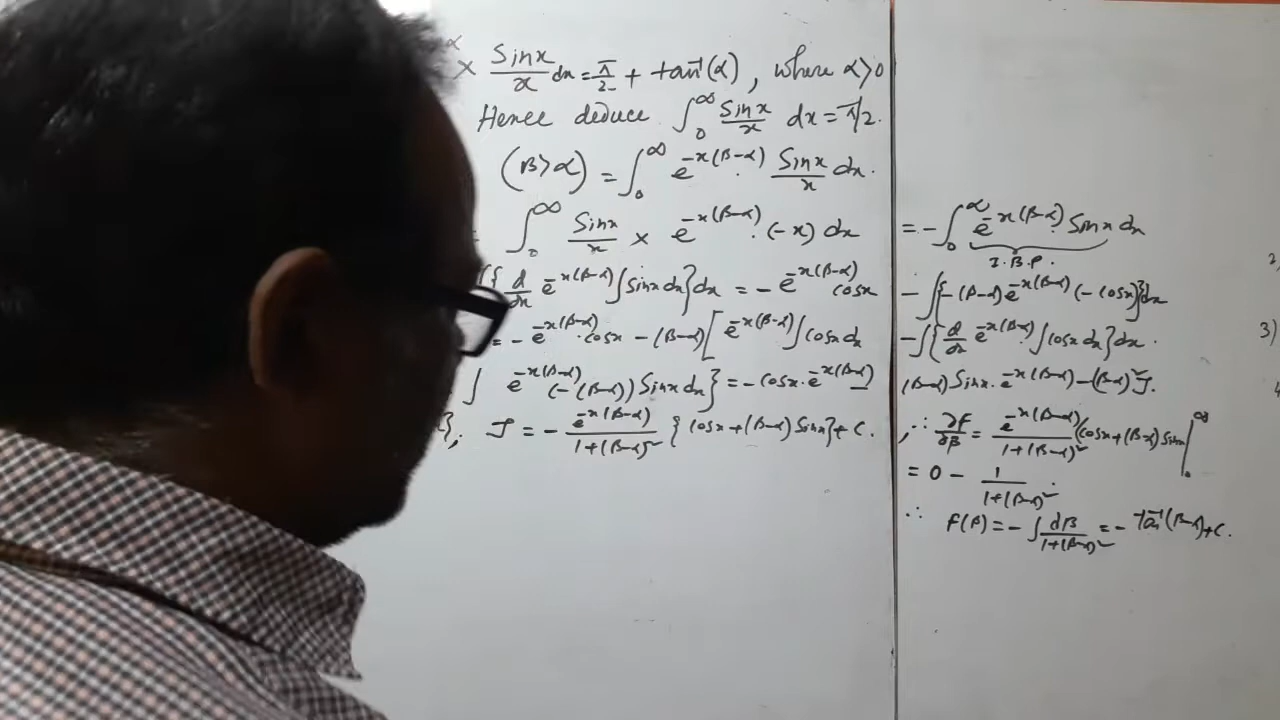 α
× Sinx/x dx = π/2 + tan⁻¹(α), where α>0
Hence deduce ∫₀^∞ Sinx/x dx = π/2.
(β>α) = ∫₀^∞ e^{-x(β-α)} Sinx/x dx.
∫₀^∞ Sinx/x × e^{-x(β-α)} . (-x) dx
{ d/dx e^{-x(β-α)} ∫Sinx dx} dx = - e^{-x(β-α)} cosx
= - e^{-x(β-α)} . cosx - (β-α) [ e^{-x(β-α)} ∫ cosx dx
∫ e^{-x(β-α)} (-(β-α)) Sinx dx } = - cosx . e^{-x(β-α)} -
}, J = - e^{-x(β-α)} / 1+(β-α)² { cosx + (β-α) Sinx} + c.
= - ∫₀^∞ e^{-x(β-α)} . Sinx dx
I.B.P.
- ∫{-(β-α) e^{-x(β-α)} (-cosx)} dx
- ∫{ d/dx e^{-x(β-α)} ∫cosx dx} dx.
(β-α) Sinx . e^{-x(β-α)} - (β-α)² J.
, ∴ ∂F/∂β = e^{-x(β-α)} / 1+(β-α)² (cosx + (β-α) Sinx |₀^∞
= 0 - 1 / 1+(β-α)² .
∴ F(β) = - ∫ dβ / 1+(β-α)² = - tan⁻¹(β-α) + c.
3)